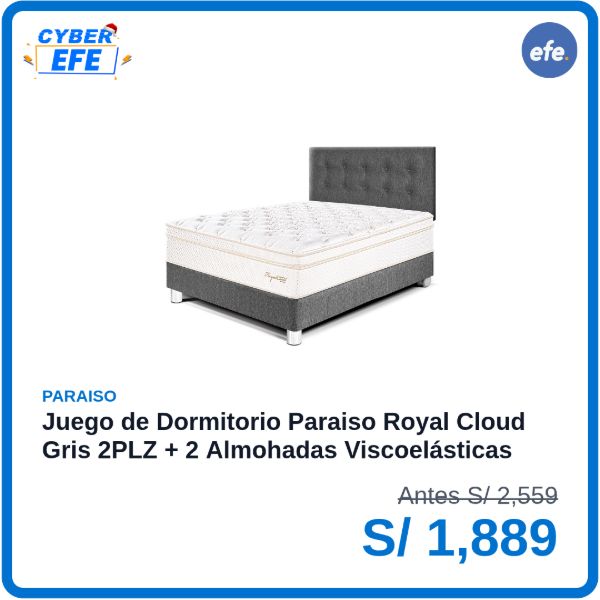 CYBER
EFE
efe.
PARAISO
Juego de Dormitorio Paraiso Royal Cloud
Gris 2PLZ + 2 Almohadas Viscoelásticas
Antes S/ 2,559
S/ 1,889